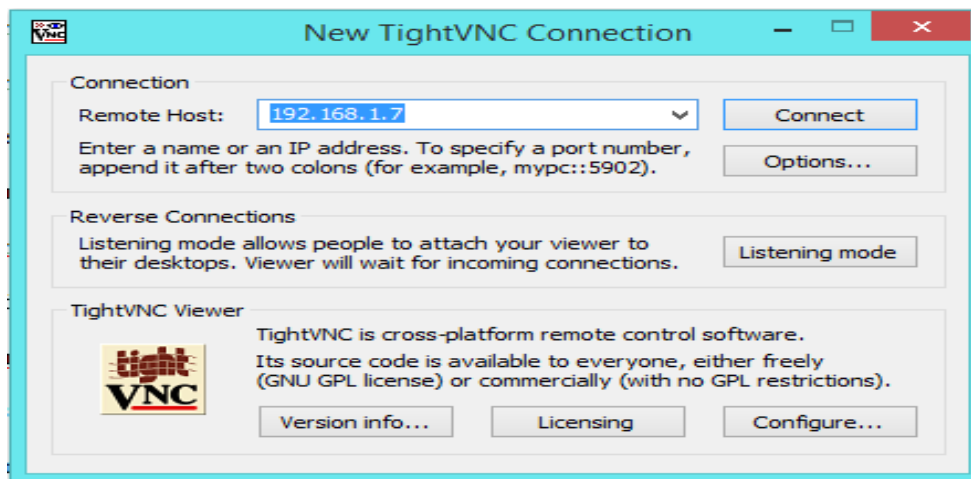 New TightVNC Connection
Connection
Remote Host: 192.168.1.7 Connect
Enter a name or an IP address. To specify a port number,
append it after two colons (for example, mypc::5902). Options...
Reverse Connections
Listening mode allows people to attach your viewer to
their desktops. Viewer will wait for incoming connections. Listening mode
TightVNC Viewer
TightVNC is cross-platform remote control software.
Its source code is available to everyone, either freely
(GNU GPL license) or commercially (with no GPL restrictions).
tight
VNC
Version info... Licensing Configure...